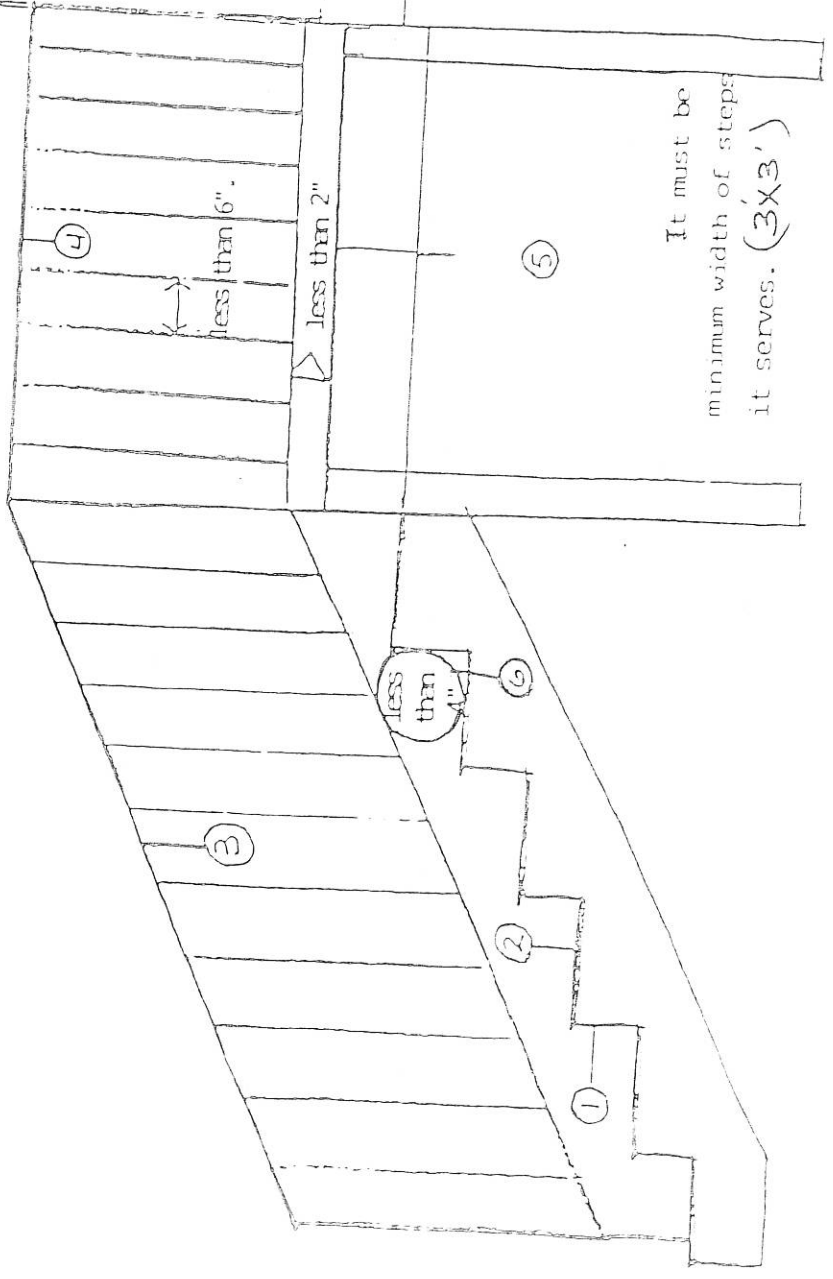 4
less than 6".
less than 2"
3
less
than
4"
6
2
1
5
It must be
minimum width of steps
it serves. (3'X3')